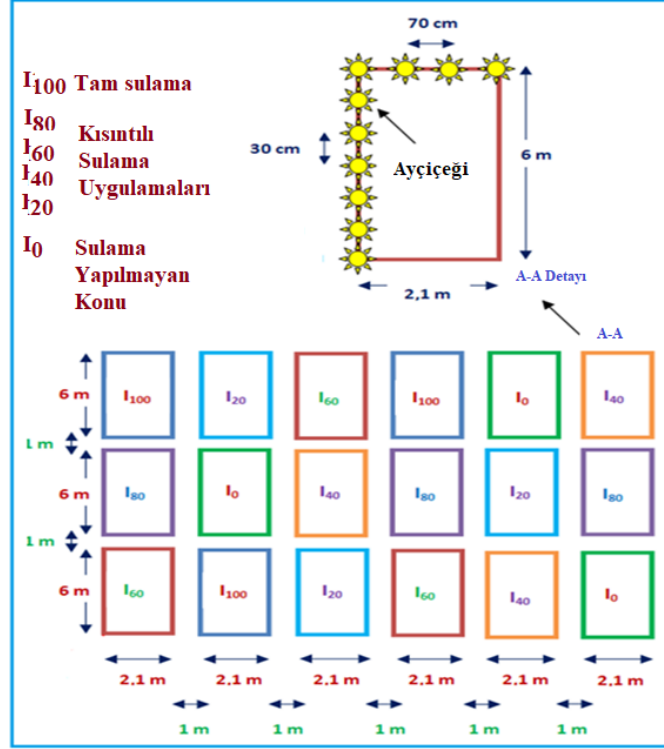 70 cm
I100 Tam sulama
I80
I60
I40
I20
Kısıntılı
Sulama
Uygulamaları
I0 Sulama
Yapılmayan
Konu
30 cm
Ayçiçeği
6 m
2,1 m
A-A Detayı
A-A
6 m I100 I20 I60 I100 I0 I40
1 m
6 m I80 I0 I40 I80 I20 I80
1 m
6 m I60 I100 I20 I60 I40 I0
2,1 m 2,1 m 2,1 m 2,1 m 2,1 m 2,1 m
1 m 1 m 1 m 1 m 1 m